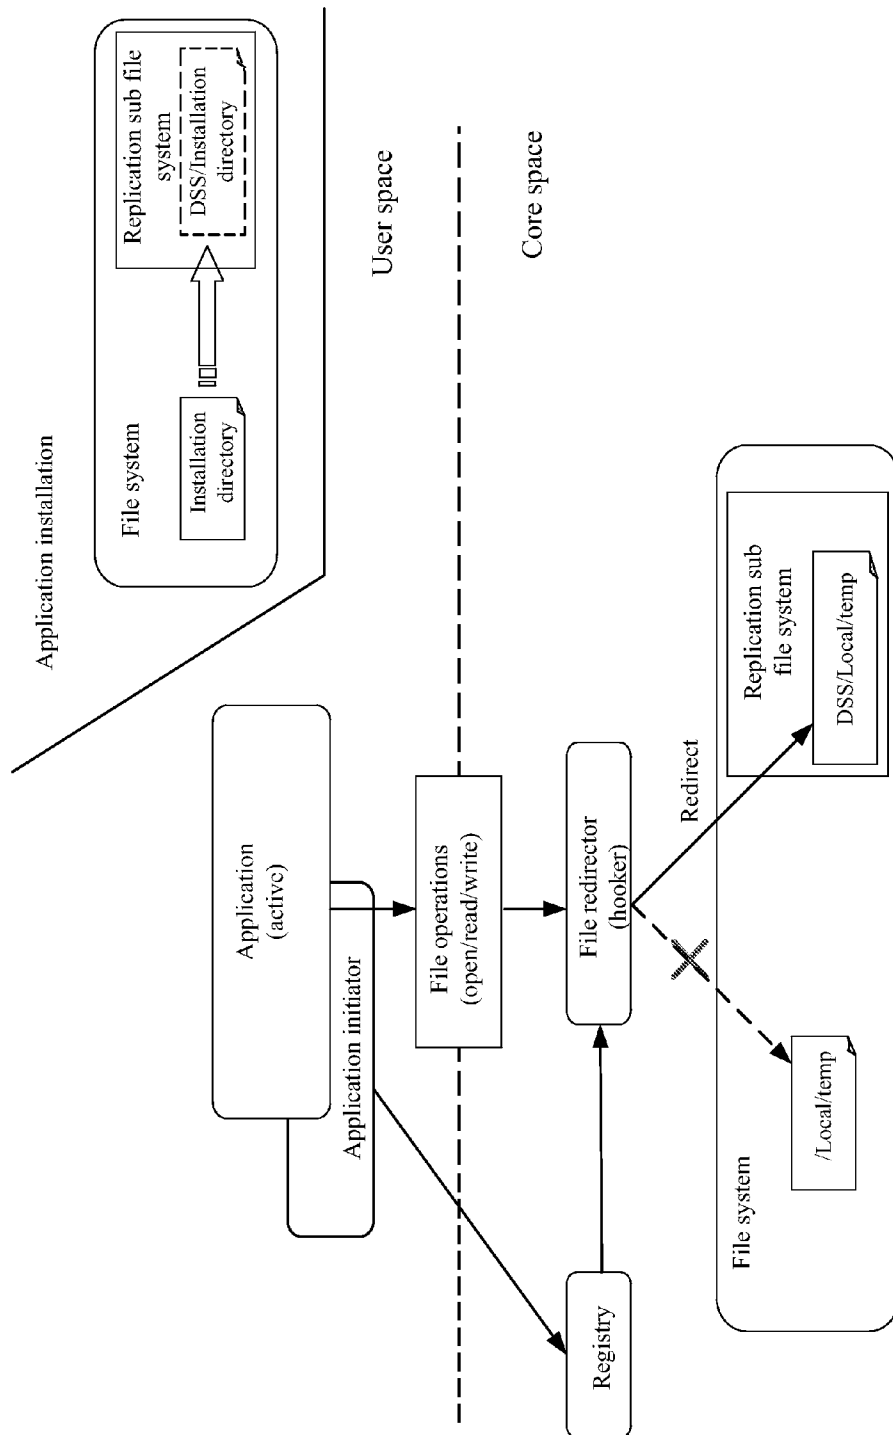 Application installation
File system
Installation
directory
Replication sub file
system
DSS/Installation
directory
User space
Core space
Application
(active)
Application initiator
File operations
(open/read/write)
File redirector
(hooker)
Registry
Redirect
File system
/Local/temp
Replication sub
file system
DSS/Local/temp